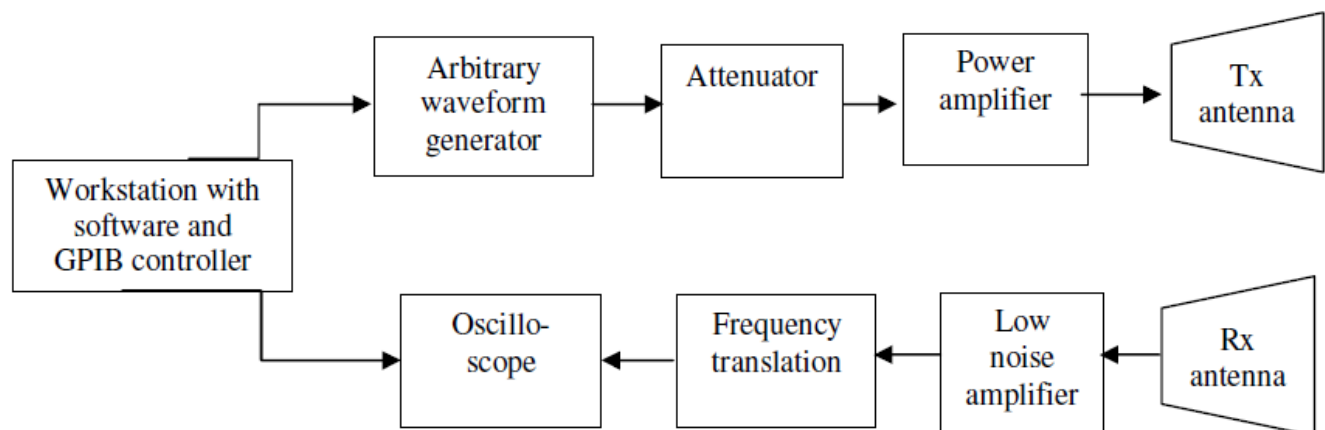 Arbitrary
waveform
generator
Attenuator
Power
amplifier
Tx
antenna
Workstation with
software and
GPIB controller
Oscillo-
scope
Frequency
translation
Low
noise
amplifier
Rx
antenna